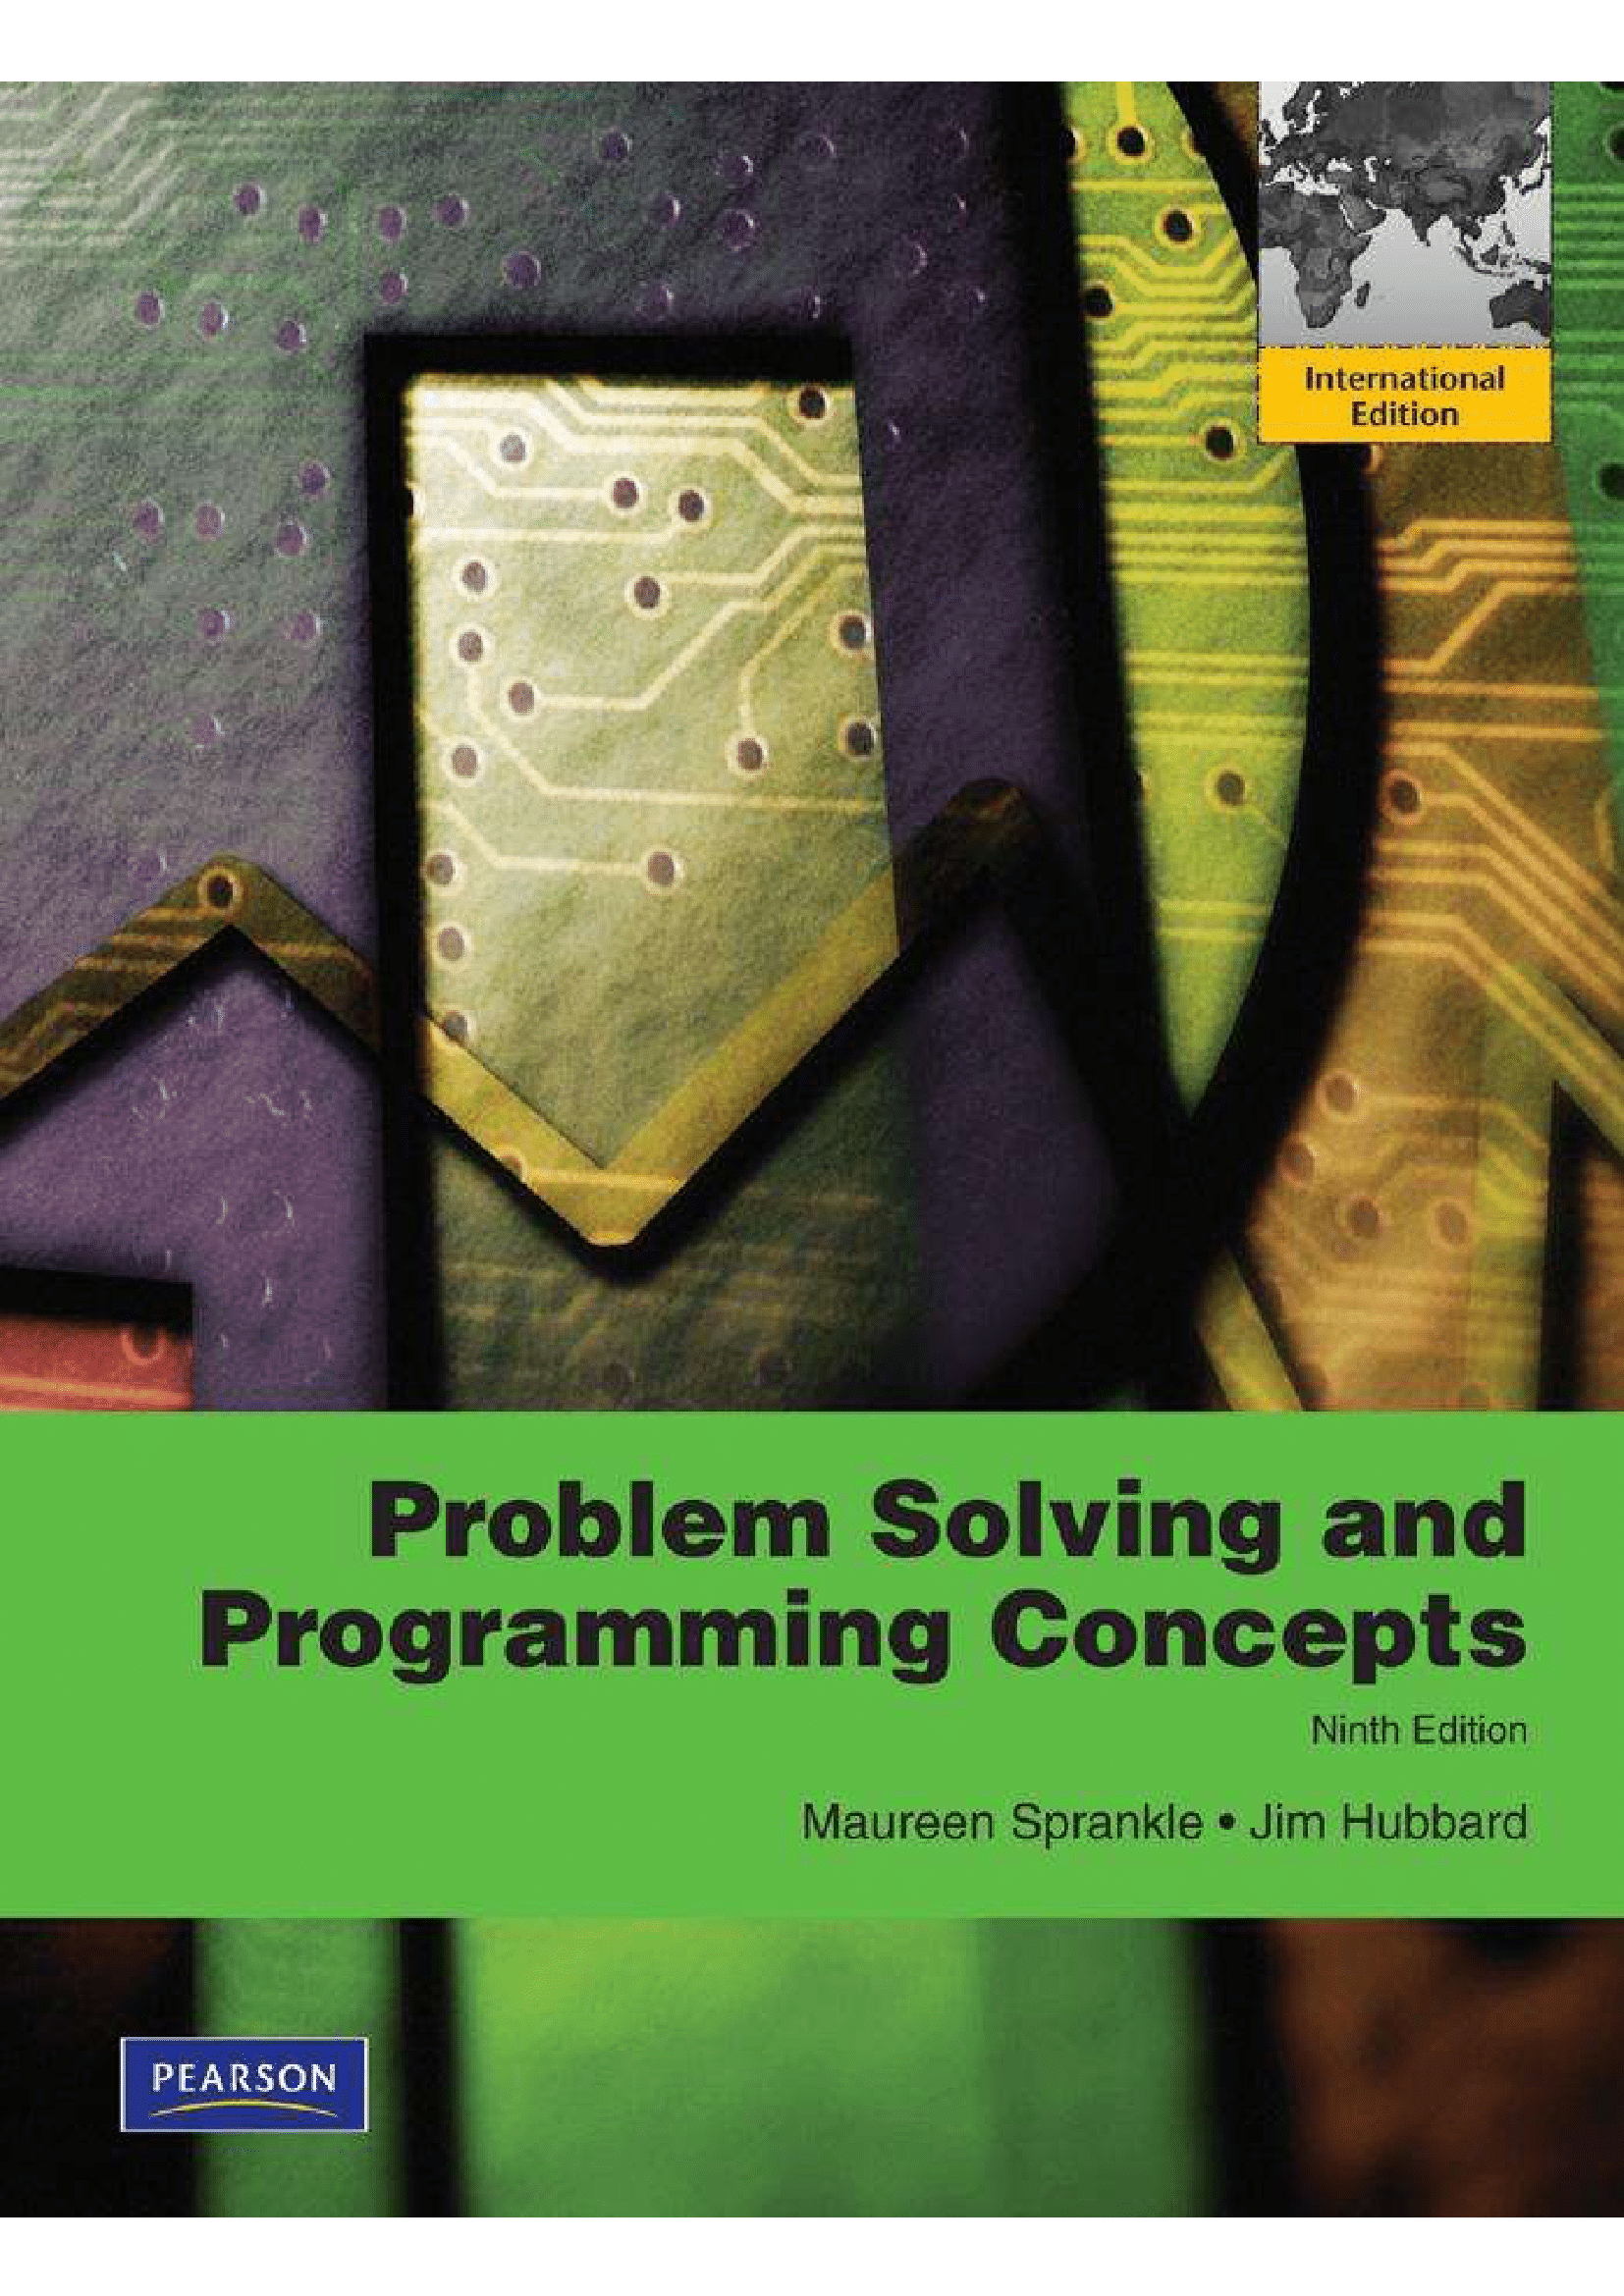 International
Edition
Problem Solving and
Programming Concepts
Ninth Edition
Maureen Sprankle • Jim Hubbard
PEARSON